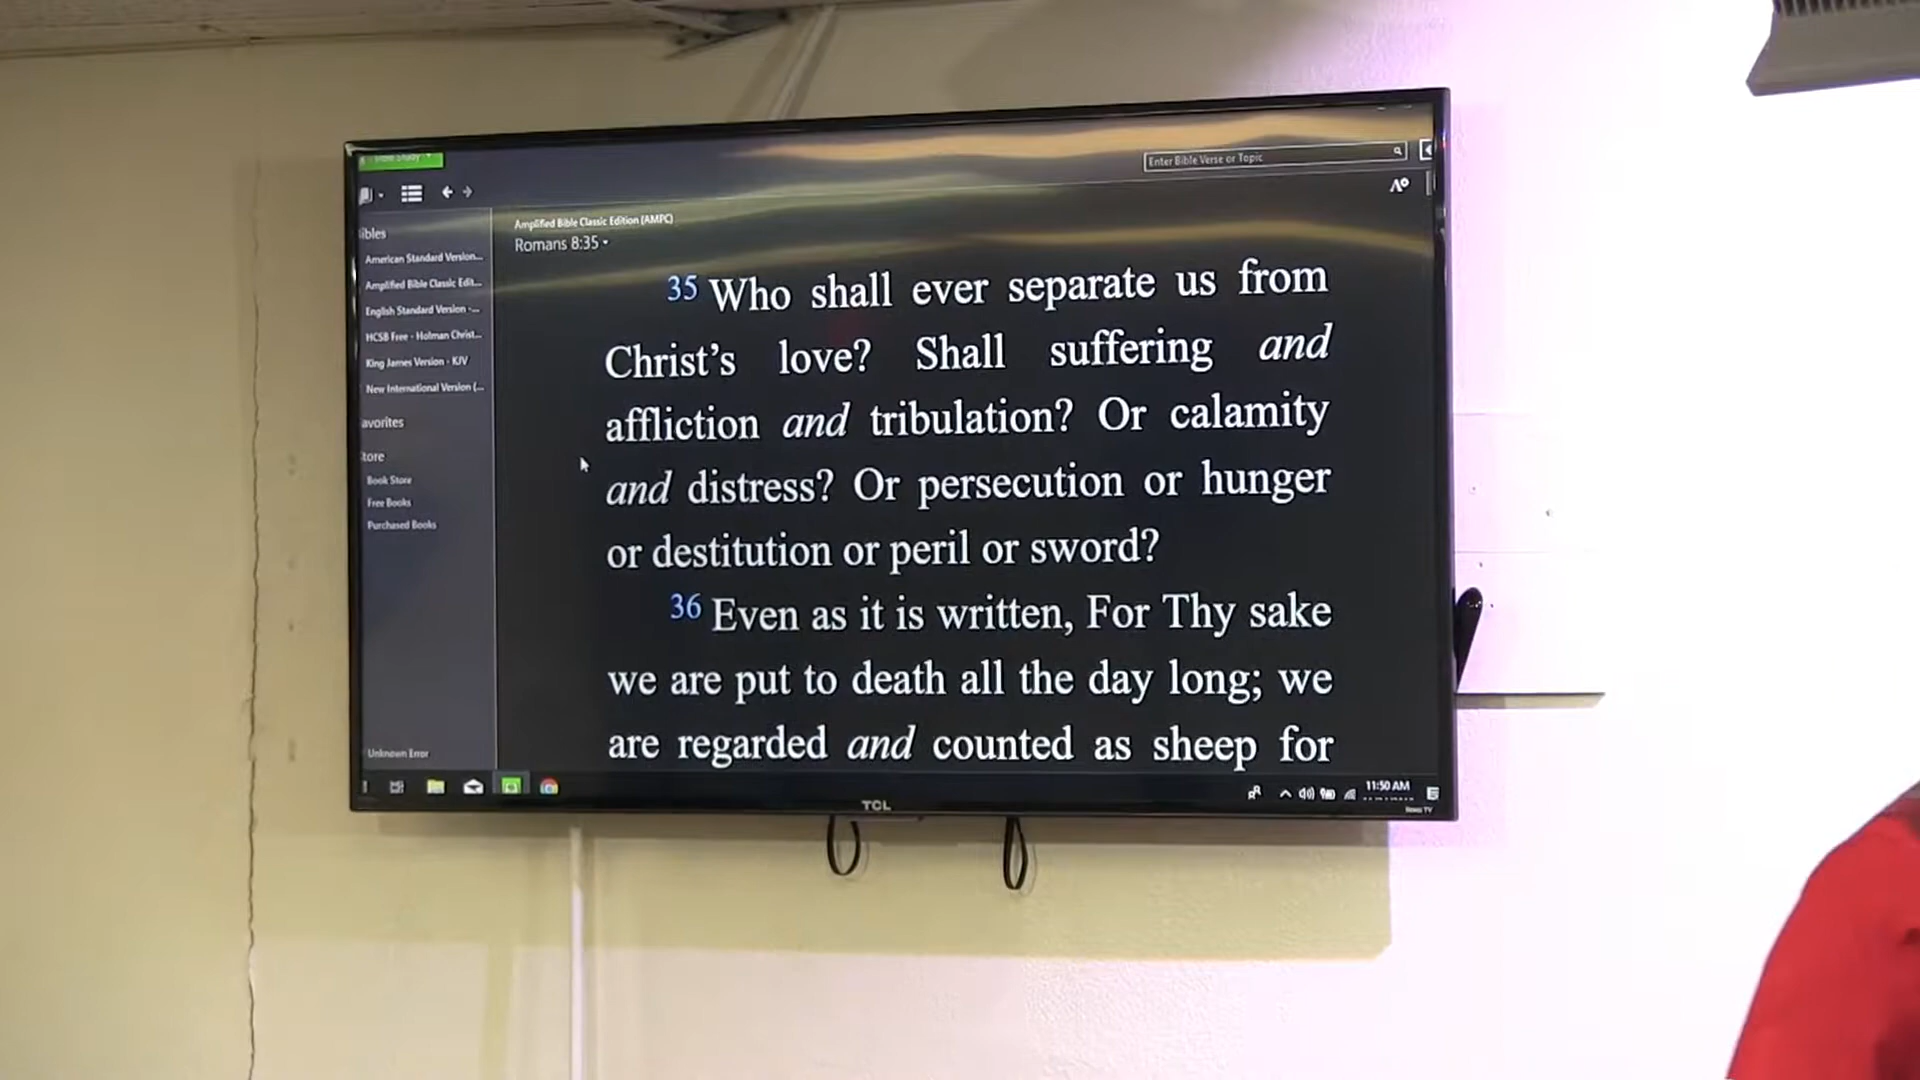 Bible Study
Enter Bible Verse or Topic
Amplified Bible Classic Edition (AMPC)
Romans 8:35
ibles
American Standard Version...
Amplified Bible Classic Edit...
English Standard Version -...
HCSB Free - Holman Christ...
King James Version - KJV
New International Version (...
avorites
tore
Book Store
Free Books
Purchased Books
Unknown Error
35 Who shall ever separate us from
Christ’s love? Shall suffering and
affliction and tribulation? Or calamity
and distress? Or persecution or hunger
or destitution or peril or sword?
36 Even as it is written, For Thy sake
we are put to death all the day long; we
are regarded and counted as sheep for
11:50 AM
TCL
Roku TV